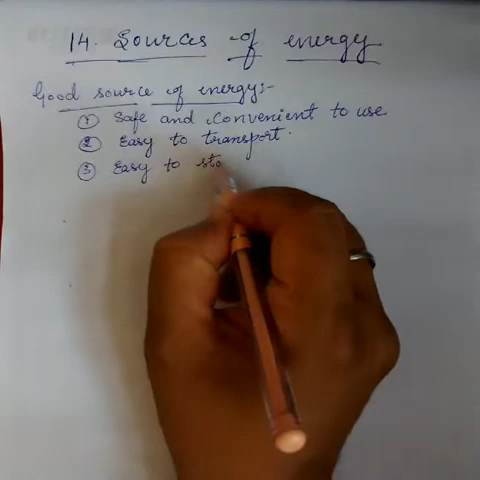 14. Sources of energy
Good source of energy:-
① Safe and convenient to use
② Easy to transport.
③ Easy to sto